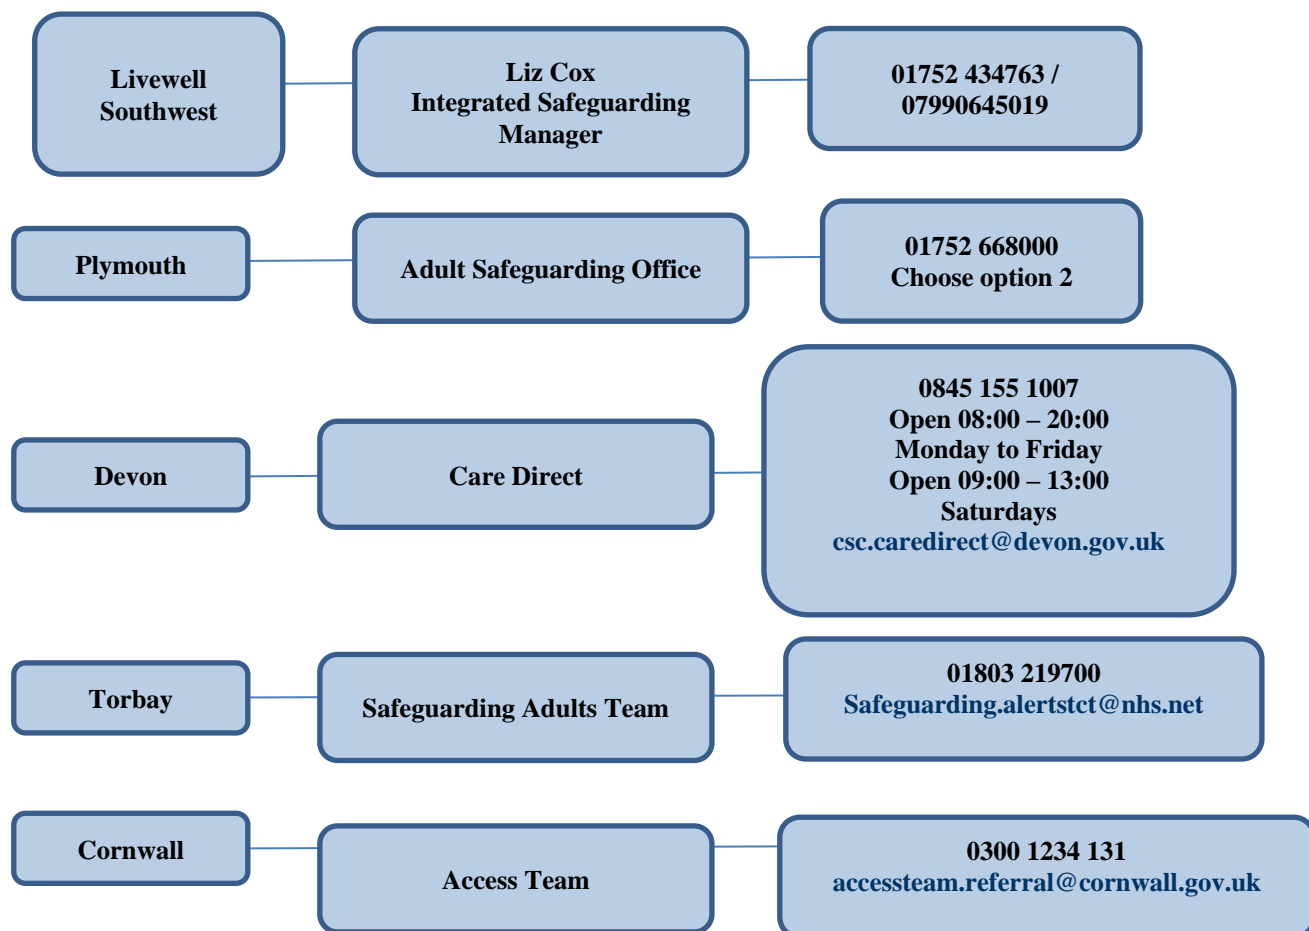 Livewell
Southwest
Liz Cox
Integrated Safeguarding
Manager
01752 434763 /
07990645019
Plymouth
Adult Safeguarding Office
01752 668000
Choose option 2
Devon
Care Direct
0845 155 1007
Open 08:00 – 20:00
Monday to Friday
Open 09:00 – 13:00
Saturdays
csc.caredirect@devon.gov.uk
Torbay
Safeguarding Adults Team
01803 219700
Safeguarding.alertstct@nhs.net
Cornwall
Access Team
0300 1234 131
accessteam.referral@cornwall.gov.uk